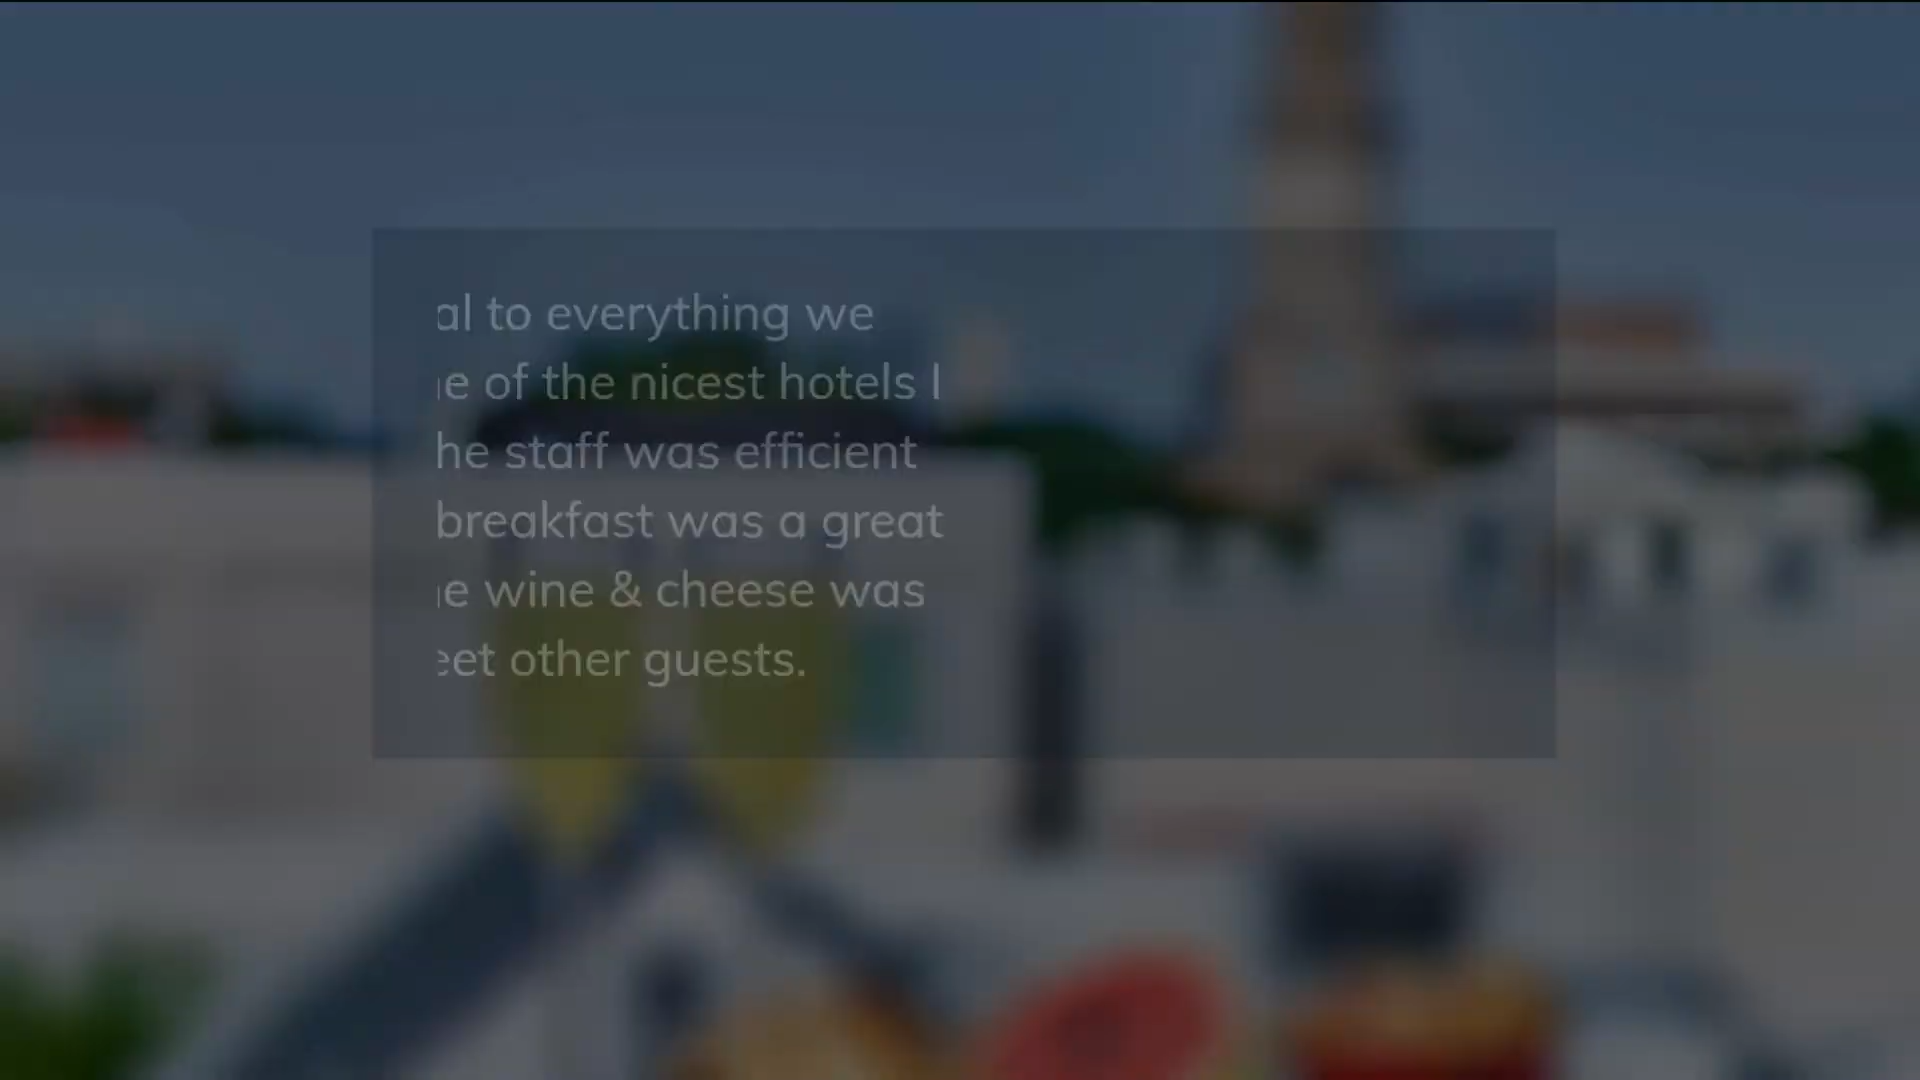 al to everything we
e of the nicest hotels I
he staff was efficient
breakfast was a great
e wine & cheese was
eet other guests.